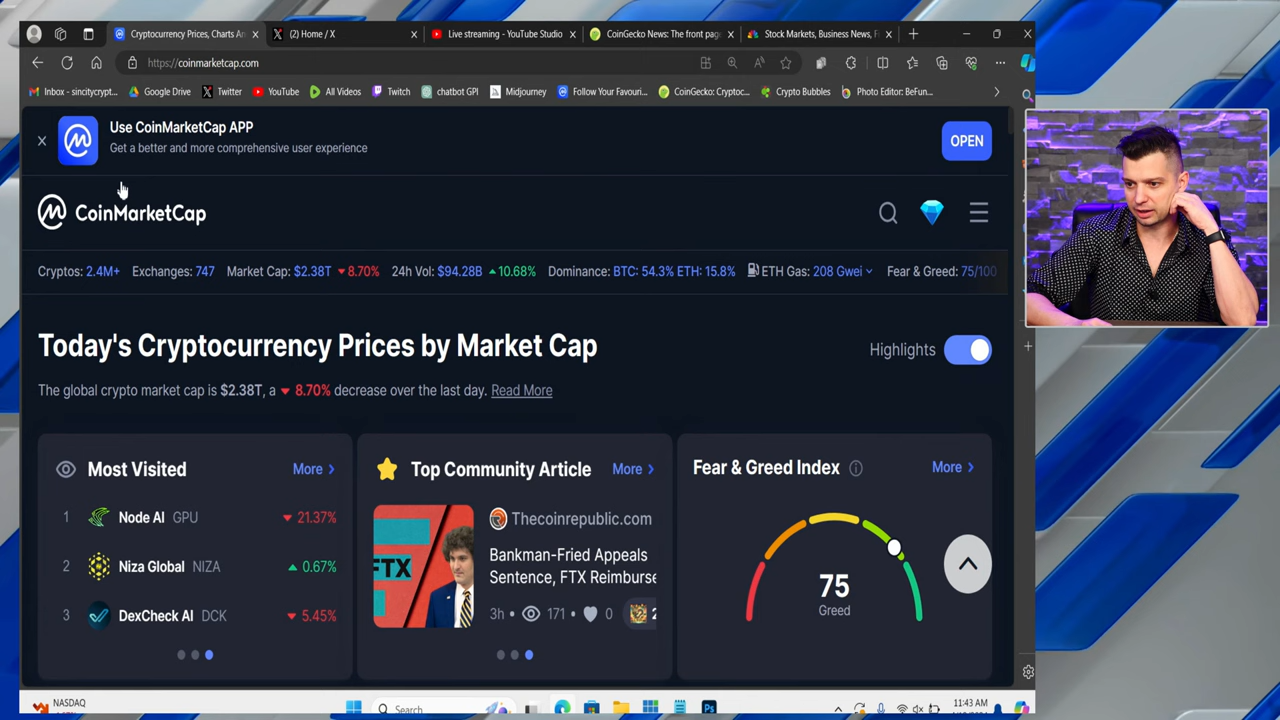 Cryptocurrency Prices, Charts An
(2) Home / X
Live streaming - YouTube Studio
CoinGecko News: The front pag
Stock Markets, Business News, F
https://coinmarketcap.com
Inbox - sincitycrypt...
Google Drive
Twitter
YouTube
All Videos
Twitch
chatbot GPI
Midjourney
Follow Your Favouri...
CoinGecko: Cryptoc...
Crypto Bubbles
Photo Editor: BeFun...
Use CoinMarketCap APP
Get a better and more comprehensive user experience
OPEN
CoinMarketCap
Cryptos: 2.4M+ Exchanges: 747 Market Cap: $2.38T 8.70% 24h Vol: $94.28B 10.68% Dominance: BTC: 54.3% ETH: 15.8% ETH Gas: 208 Gwei Fear & Greed: 75/100
Today's Cryptocurrency Prices by Market Cap
Highlights
The global crypto market cap is $2.38T, a 8.70% decrease over the last day. Read More
Most Visited
More
1 Node AI GPU 21.37%
2 Niza Global NIZA 0.67%
3 DexCheck AI DCK 5.45%
Top Community Article
More
FTX
Thecoinrepublic.com
Bankman-Fried Appeals
Sentence, FTX Reimburse
3h • 171 • 0
2
Fear & Greed Index
More
75
Greed
NASDAQ
Search
11:43 AM